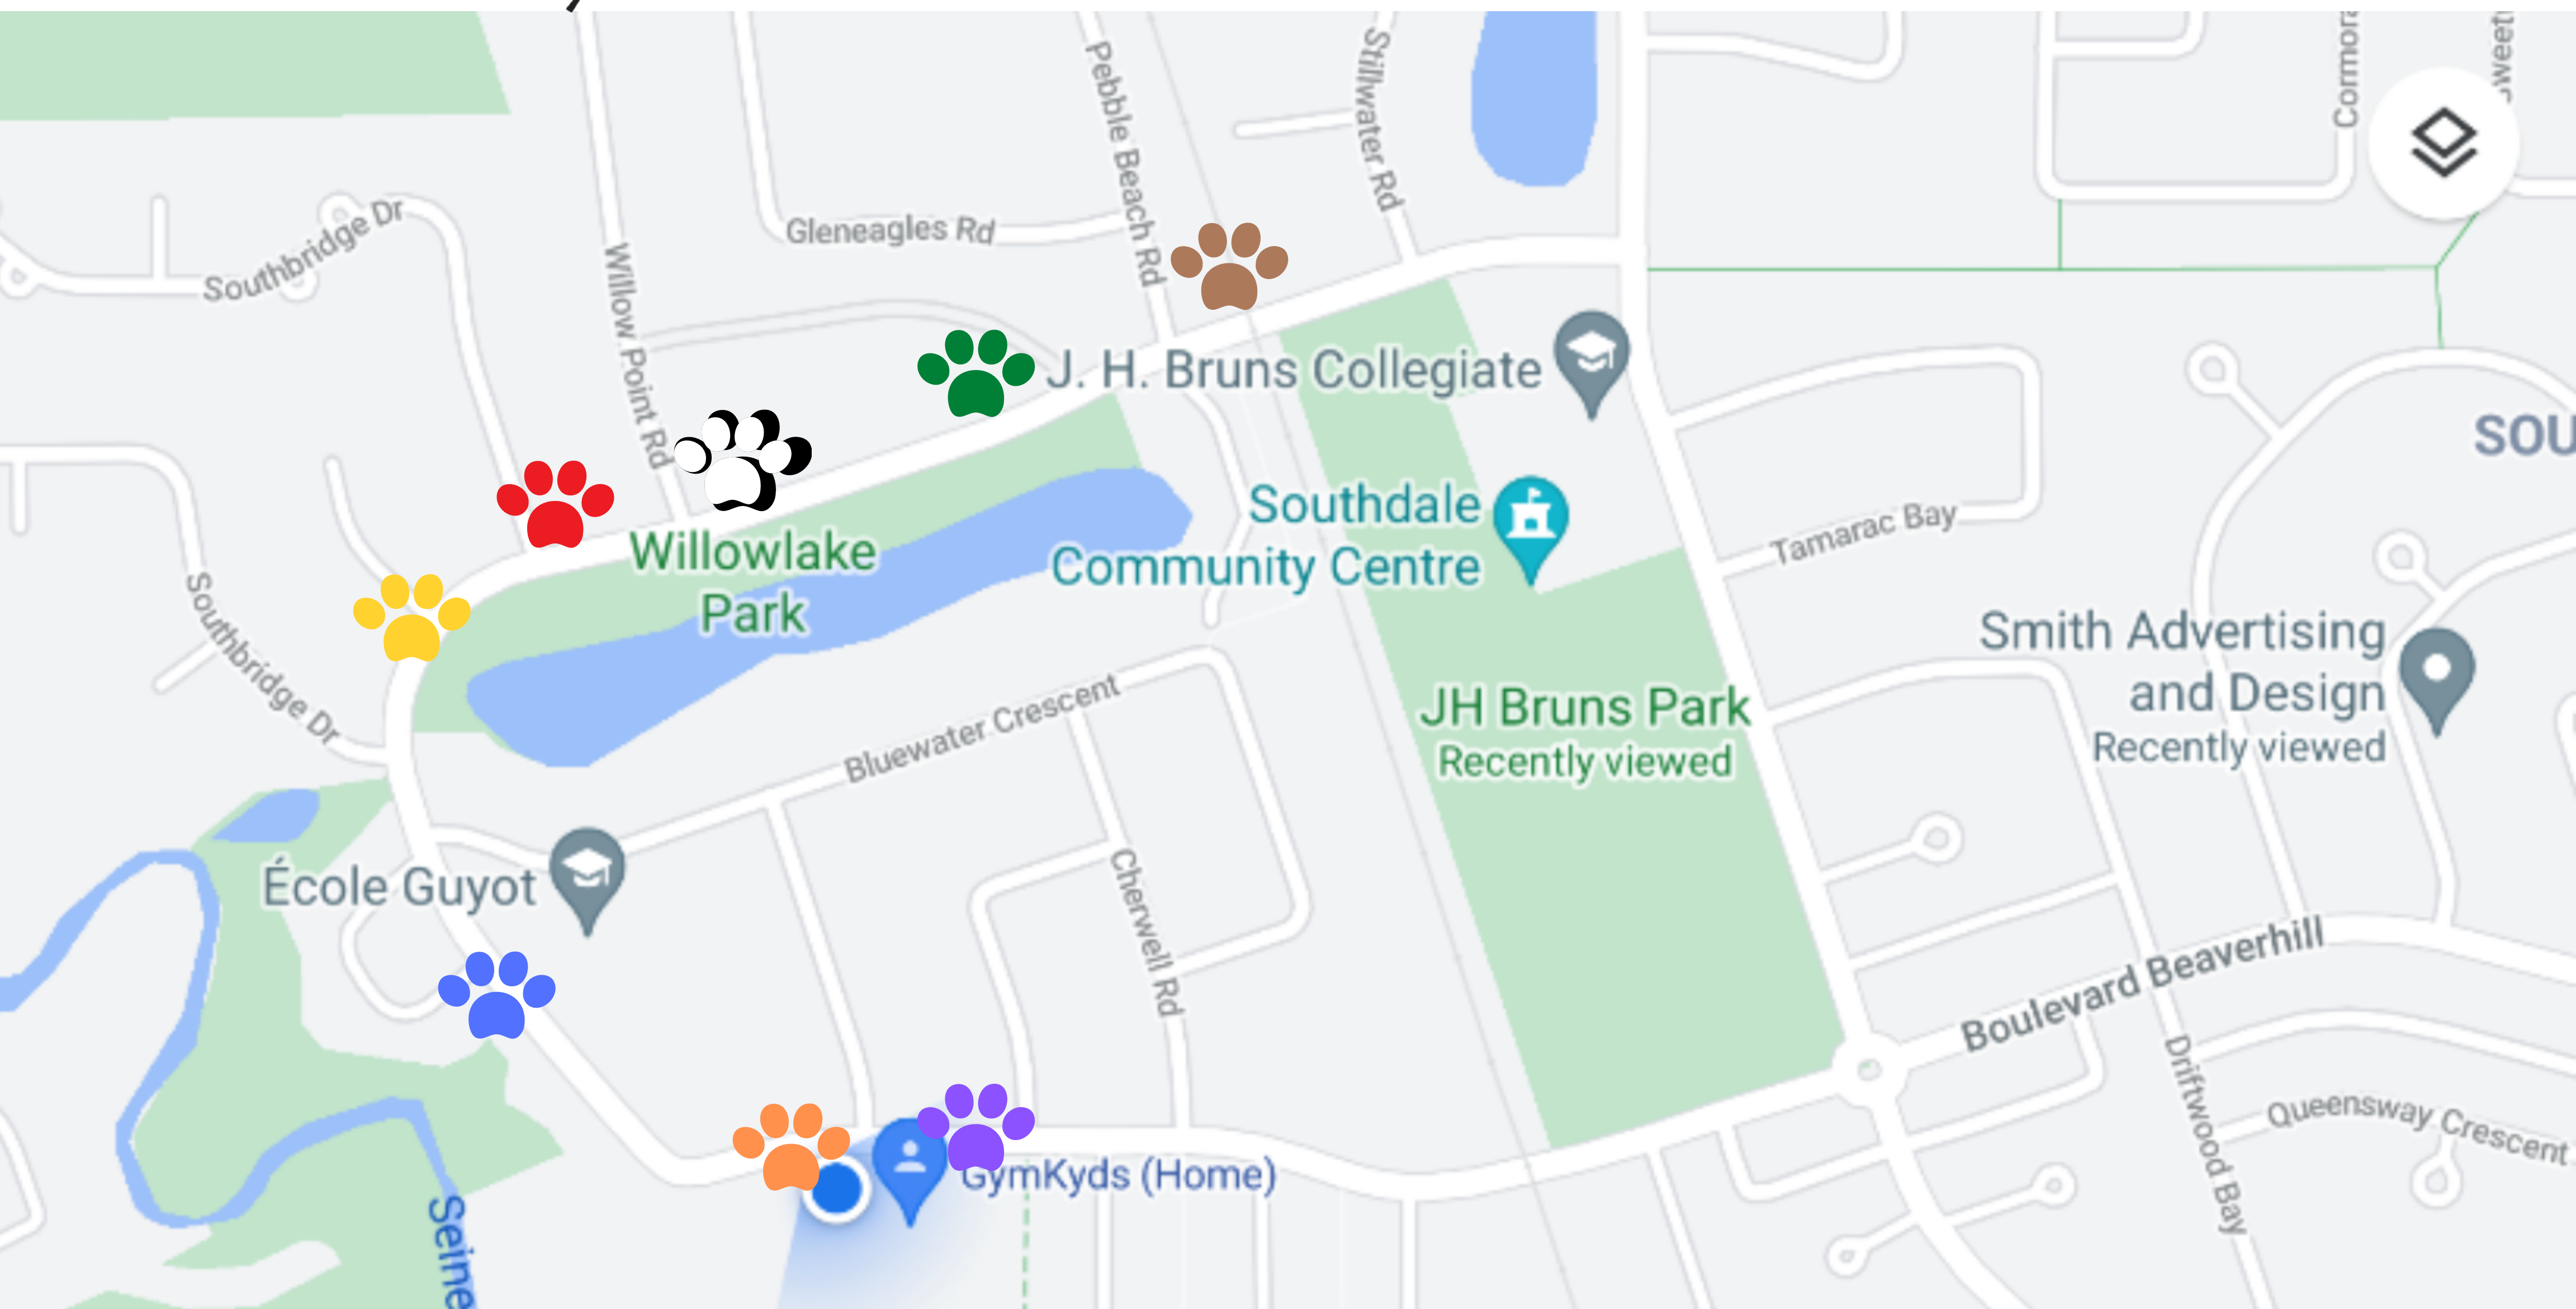 Pebble Beach Rd
Stillwater Rd
Southbridge Dr
Gleneagles Rd
Willow Point Rd
J. H. Bruns Collegiate
SOU
Southdale
Community Centre
Tamarac Bay
Willowlake
Park
Southbridge Dr
Smith Advertising
and Design
Recently viewed
JH Bruns Park
Recently viewed
Bluewater Crescent
École Guyot
Cherwell Rd
Boulevard Beaverhill
Driftwood Bay
Queensway Crescent
GymKyds (Home)
Seine